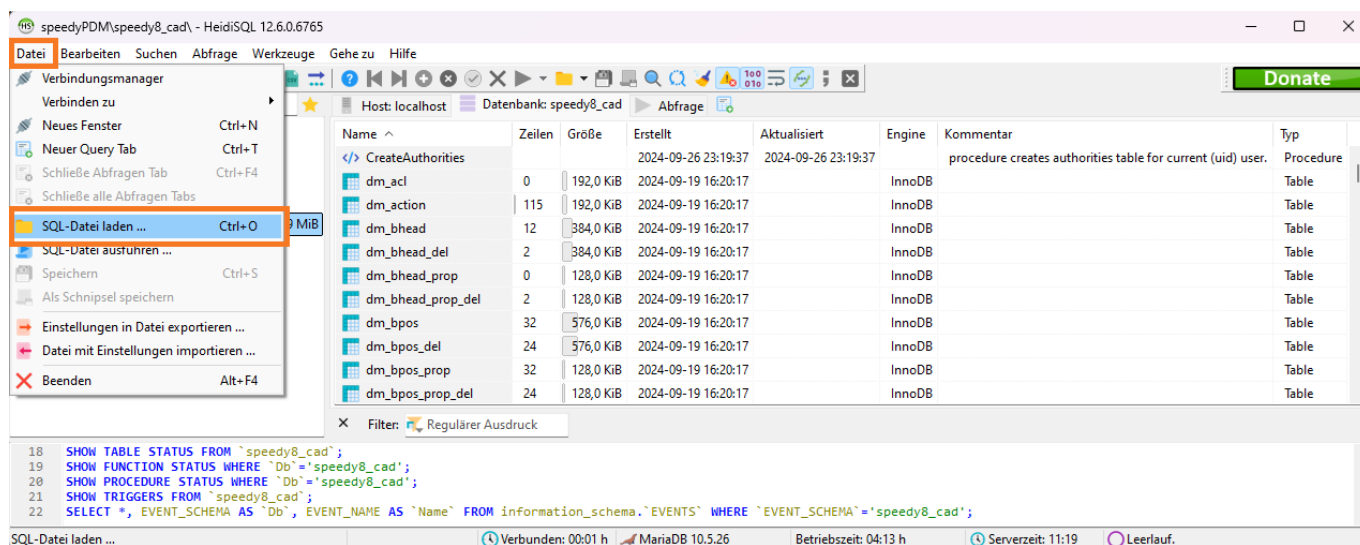 HS speedyPDM\speedy8_cad\ - HeidiSQL 12.6.0.6765
Datei Bearbeiten Suchen Abfrage Werkzeuge Gehe zu Hilfe
Donate
Verbindungsmanager
Verbinden zu
Neues Fenster Ctrl+N
Neuer Query Tab Ctrl+T
Schließe Abfragen Tab Ctrl+F4
Schließe alle Abfragen Tabs
SQL-Datei laden ... Ctrl+O
SQL-Datei ausführen ...
Speichern Ctrl+S
Als Schnipsel speichern
Einstellungen in Datei exportieren ...
Datei mit Einstellungen importieren ...
Beenden Alt+F4
MiB
Host: localhost Datenbank: speedy8_cad Abfrage
Name Zeilen Größe Erstellt Aktualisiert Engine Kommentar Typ
CreateAuthorities 2024-09-26 23:19:37 2024-09-26 23:19:37 procedure creates authorities table for current (uid) user. Procedure
dm_acl 0 192,0 KiB 2024-09-19 16:20:17 InnoDB Table
dm_action 115 192,0 KiB 2024-09-19 16:20:17 InnoDB Table
dm_bhead 12 384,0 KiB 2024-09-19 16:20:17 InnoDB Table
dm_bhead_del 2 384,0 KiB 2024-09-19 16:20:17 InnoDB Table
dm_bhead_prop 0 128,0 KiB 2024-09-19 16:20:17 InnoDB Table
dm_bhead_prop_del 2 128,0 KiB 2024-09-19 16:20:17 InnoDB Table
dm_bpos 32 576,0 KiB 2024-09-19 16:20:17 InnoDB Table
dm_bpos_del 24 576,0 KiB 2024-09-19 16:20:17 InnoDB Table
dm_bpos_prop 32 128,0 KiB 2024-09-19 16:20:17 InnoDB Table
dm_bpos_prop_del 24 128,0 KiB 2024-09-19 16:20:17 InnoDB Table
Filter: Regulärer Ausdruck
18 SHOW TABLE STATUS FROM `speedy8_cad`;
19 SHOW FUNCTION STATUS WHERE `Db`='speedy8_cad';
20 SHOW PROCEDURE STATUS WHERE `Db`='speedy8_cad';
21 SHOW TRIGGERS FROM `speedy8_cad`;
22 SELECT *, EVENT_SCHEMA AS `Db`, EVENT_NAME AS `Name` FROM information_schema.`EVENTS` WHERE `EVENT_SCHEMA`='speedy8_cad';
SQL-Datei laden ... Verbunden: 00:01 h MariaDB 10.5.26 Betriebszeit: 04:13 h Serverzeit: 11:19 Leerlauf.